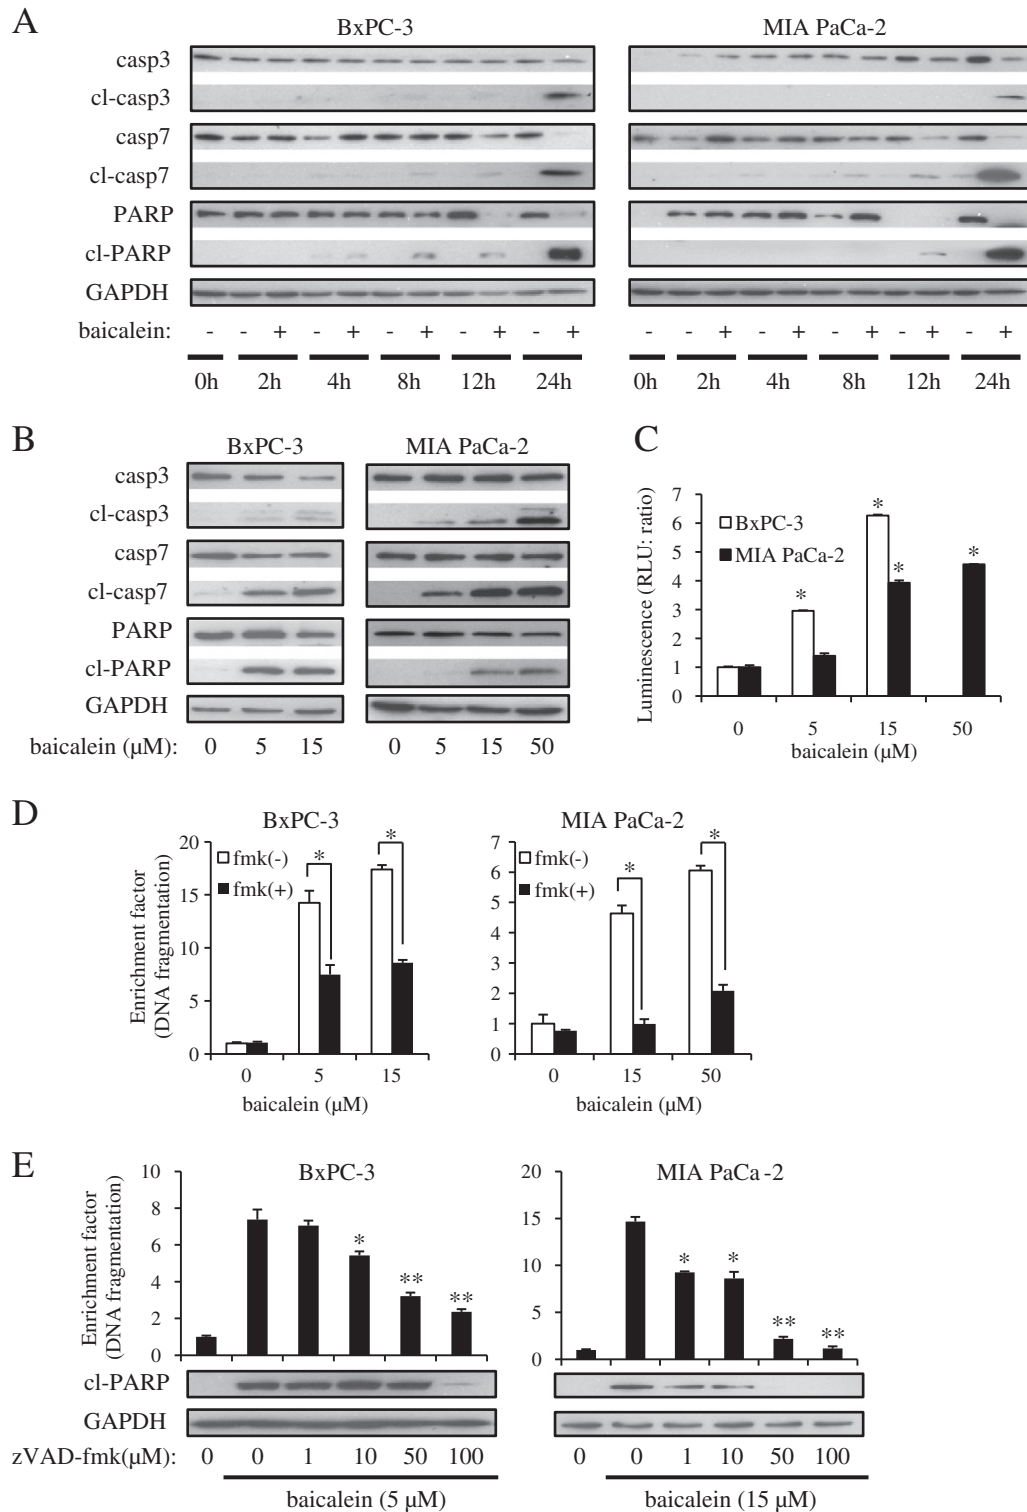 A
BxPC-3 MIA PaCa-2
casp3
cl-casp3
casp7
cl-casp7
PARP
cl-PARP
GAPDH
baicalein: - - + - + - + - + - + - - + - + - + - + - +
0h 2h 4h 8h 12h 24h 0h 2h 4h 8h 12h 24h
B
BxPC-3 MIA PaCa-2
casp3
cl-casp3
casp7
cl-casp7
PARP
cl-PARP
GAPDH
baicalein (µM): 0 5 15 0 5 15 50
C
Luminescence (RLU: ratio)
7
6
5
4
3
2
1
0
BxPC-3
MIA PaCa-2
* * * *
0 5 15 50
baicalein (µM)
D
BxPC-3
Enrichment factor
(DNA fragmentation)
20
15
10
5
0
fmk(-)
fmk(+)
* *
0 5 15
baicalein (µM)
MIA PaCa-2
7
6
5
4
3
2
1
0
fmk(-)
fmk(+)
* *
0 15 50
baicalein (µM)
E
BxPC-3
Enrichment factor
(DNA fragmentation)
10
8
6
4
2
0
* ** **
MIA PaCa-2
20
15
10
5
0
* * ** **
cl-PARP
GAPDH
zVAD-fmk(µM): 0 0 1 10 50 100 0 0 1 10 50 100
baicalein (5 µM) baicalein (15 µM)